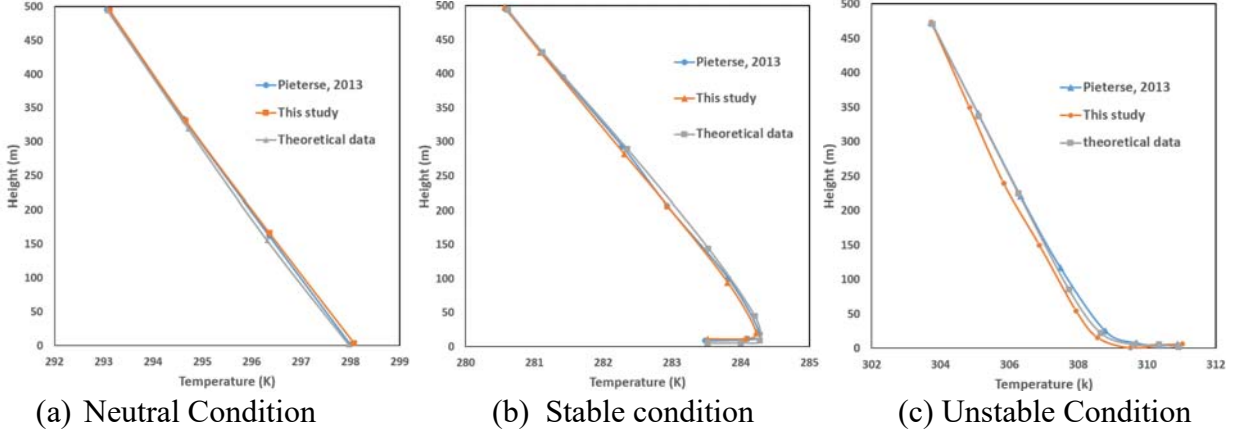 500
450
400
350
300
250
200
150
100
50
0
Height (m)
Pieterse, 2013
This study
Theoretical data
292 293 294 295 296 297 298 299
Temperature (K)
(a) Neutral Condition
500
450
400
350
300
250
200
150
100
50
0
Height (m)
Pieterse, 2013
This study
Theoretical data
280 281 282 283 284 285
Temperature (K)
(b) Stable condition
500
450
400
350
300
250
200
150
100
50
0
Height (m)
Pieterse, 2013
This study
theoretical data
302 304 306 308 310 312
Temperature (k)
(c) Unstable Condition